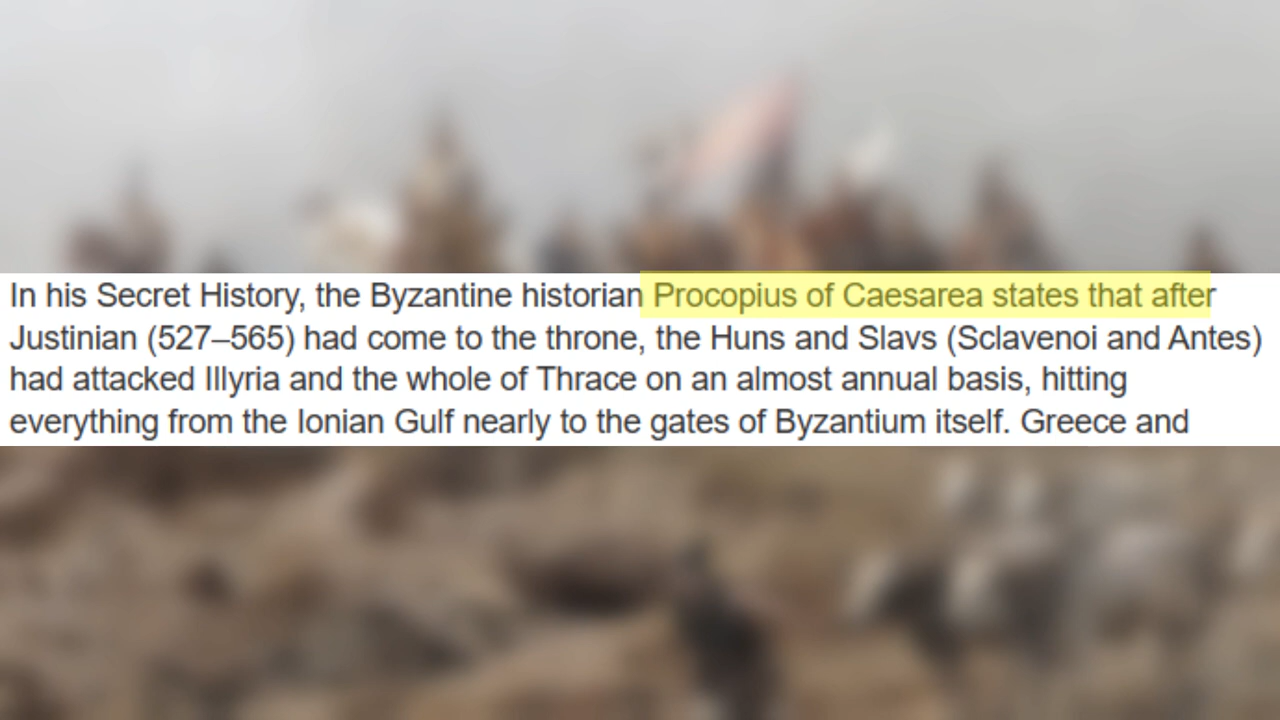 In his Secret History, the Byzantine historian Procopius of Caesarea states that after
Justinian (527–565) had come to the throne, the Huns and Slavs (Sclavenoi and Antes)
had attacked Illyria and the whole of Thrace on an almost annual basis, hitting
everything from the Ionian Gulf nearly to the gates of Byzantium itself. Greece and